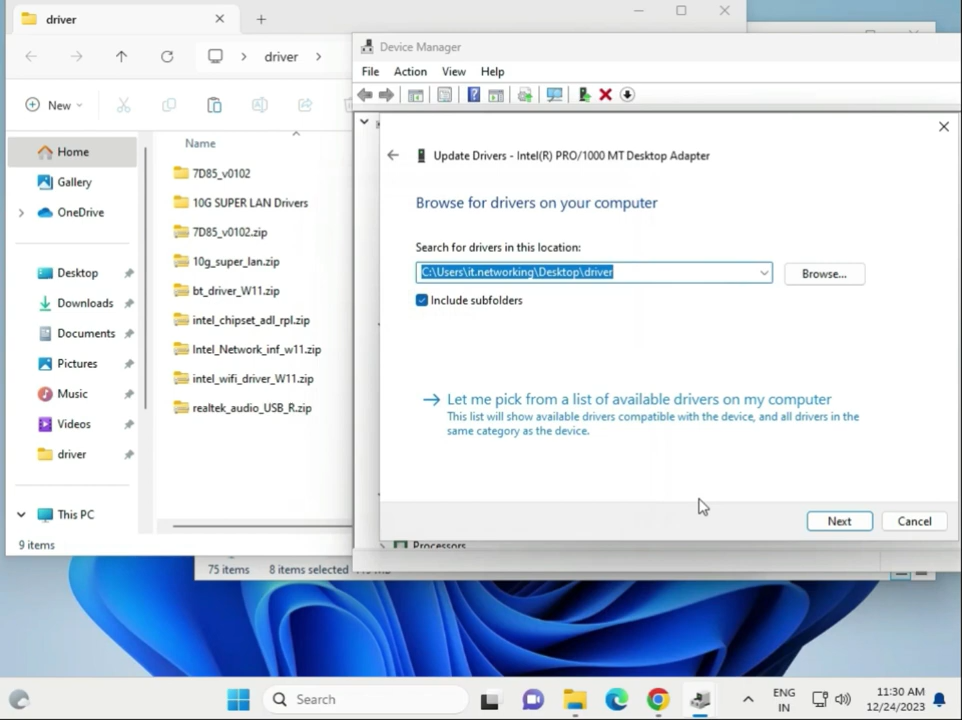 driver
driver
New
Home
Gallery
OneDrive
Desktop
Downloads
Documents
Pictures
Music
Videos
driver
This PC
9 items
Name
7D85_v0102
10G SUPER LAN Drivers
7D85_v0102.zip
10g_super_lan.zip
bt_driver_W11.zip
intel_chipset_adl_rpl.zip
Intel_Network_inf_w11.zip
intel_wifi_driver_W11.zip
realtek_audio_USB_R.zip
75 items 8 items selected
Device Manager
File Action View Help
Update Drivers - Intel(R) PRO/1000 MT Desktop Adapter
Browse for drivers on your computer
Search for drivers in this location:
C:\Users\it.networking\Desktop\driver
Browse...
Include subfolders
Let me pick from a list of available drivers on my computer
This list will show available drivers compatible with the device, and all drivers in the
same category as the device.
Next Cancel
Processors
Search
ENG
IN
11:30 AM
12/24/2023